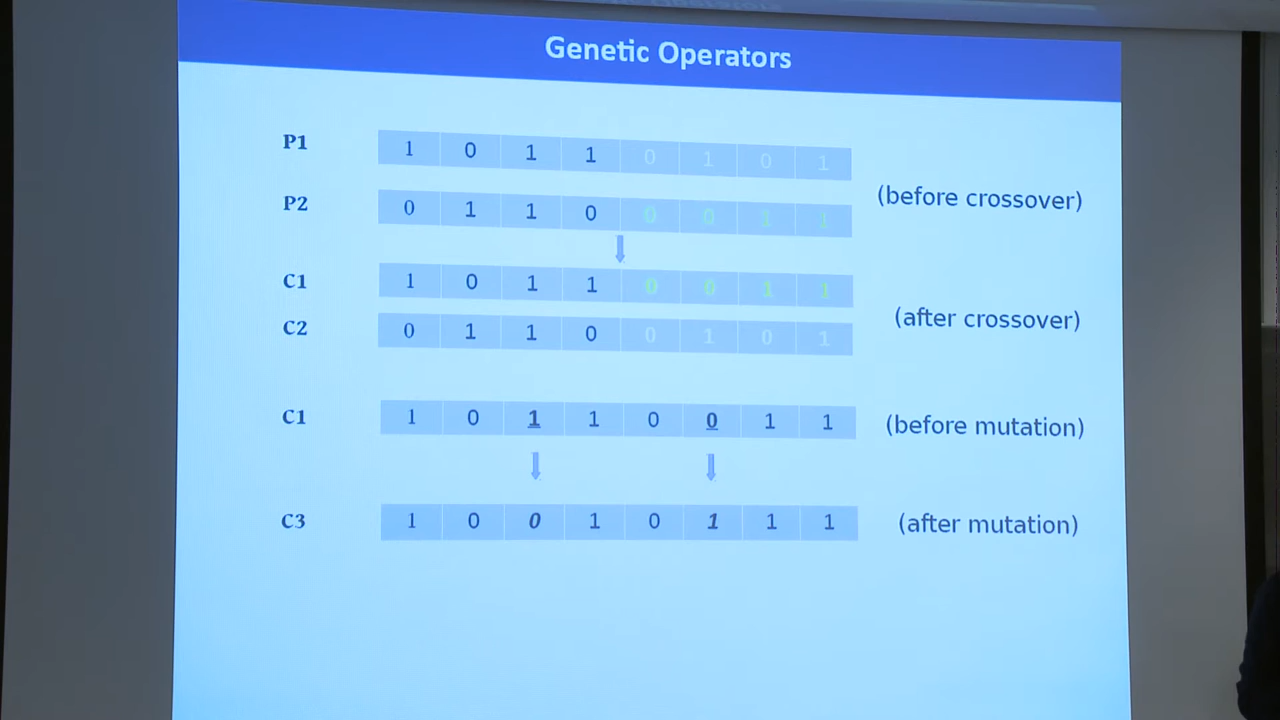 Genetic Operators
P1 1 0 1 1 0 1 0 1
(before crossover)
P2 0 1 1 0 0 0 1 1
C1 1 0 1 1 0 0 1 1
(after crossover)
C2 0 1 1 0 0 1 0 1
C1 1 0 1 1 0 0 1 1 (before mutation)
C3 1 0 0 1 0 1 1 1 (after mutation)